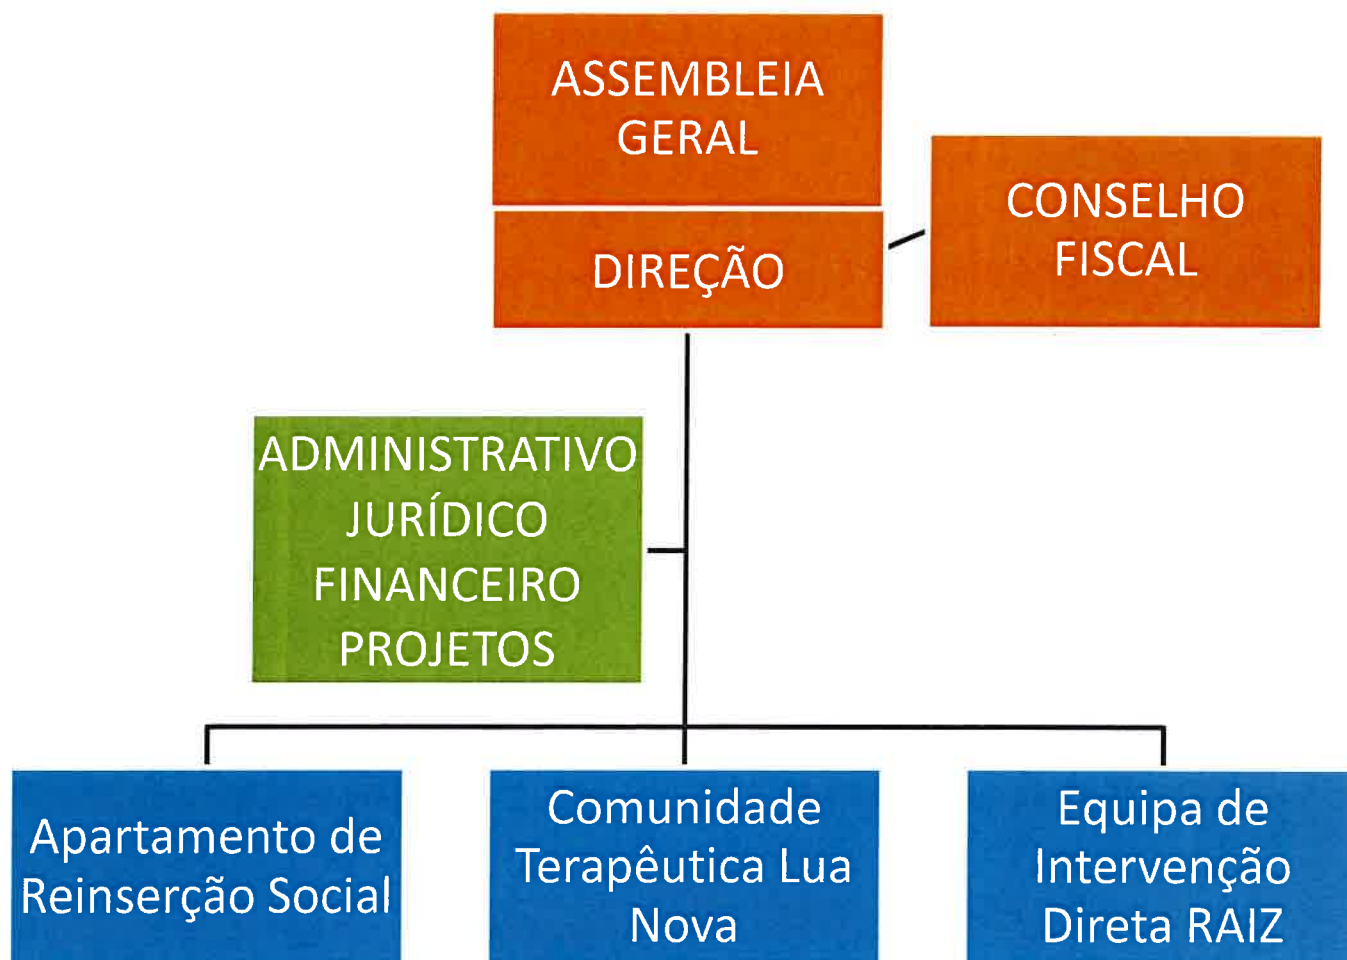 ASSEMBLEIA
GERAL
DIREÇÃO
CONSELHO
FISCAL
ADMINISTRATIVO
JURÍDICO
FINANCEIRO
PROJETOS
Apartamento de
Reinserção Social
Comunidade
Terapêutica Lua
Nova
Equipa de
Intervenção
Direta RAIZ